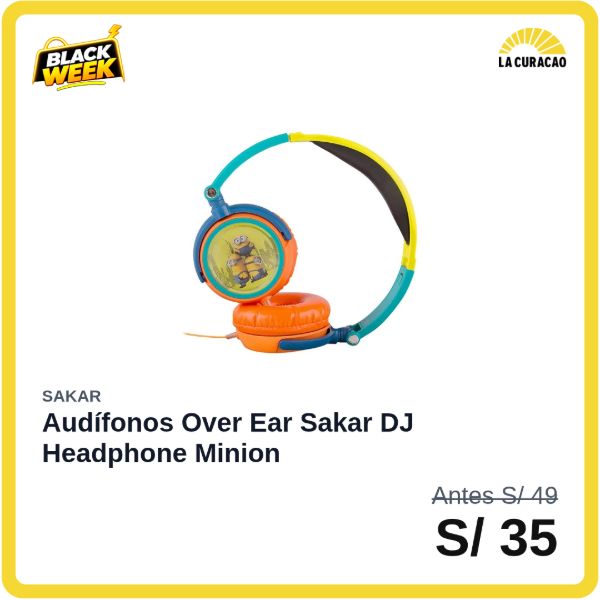 BLACK
WEEK
LA CURACAO
SAKAR
Audífonos Over Ear Sakar DJ
Headphone Minion
Antes S/ 49
S/ 35